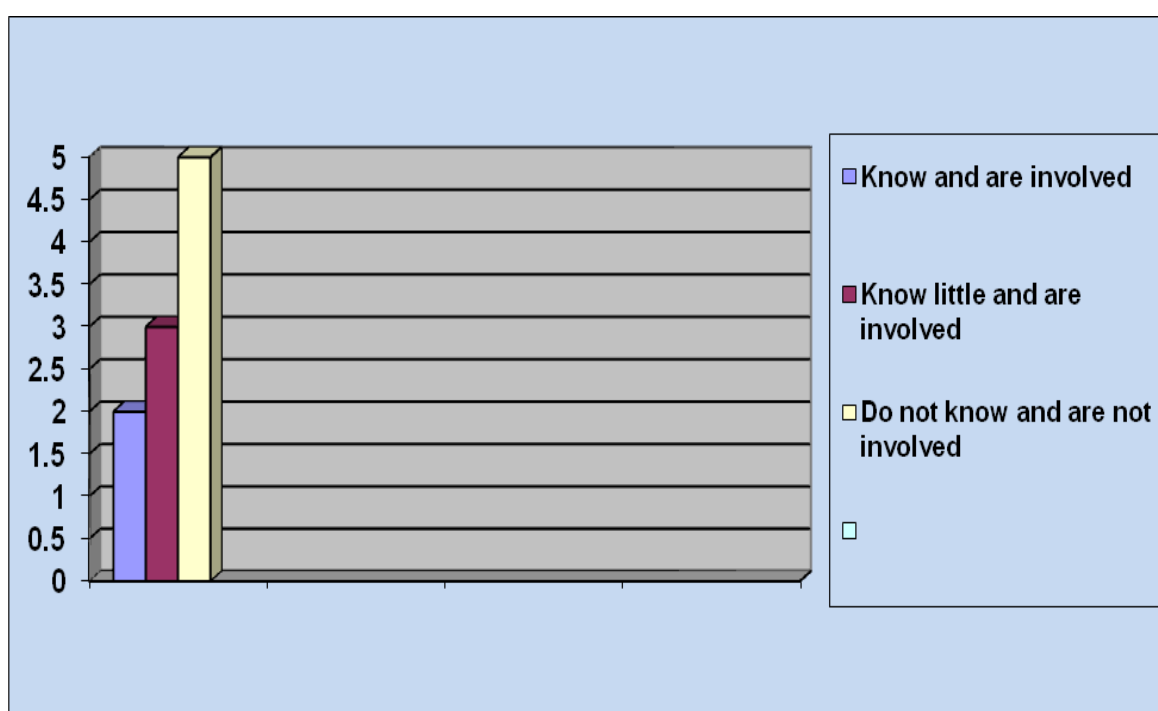 5
4.5
4
3.5
3
2.5
2
1.5
1
0.5
0
Know and are involved
Know little and are
involved
Do not know and are not
involved